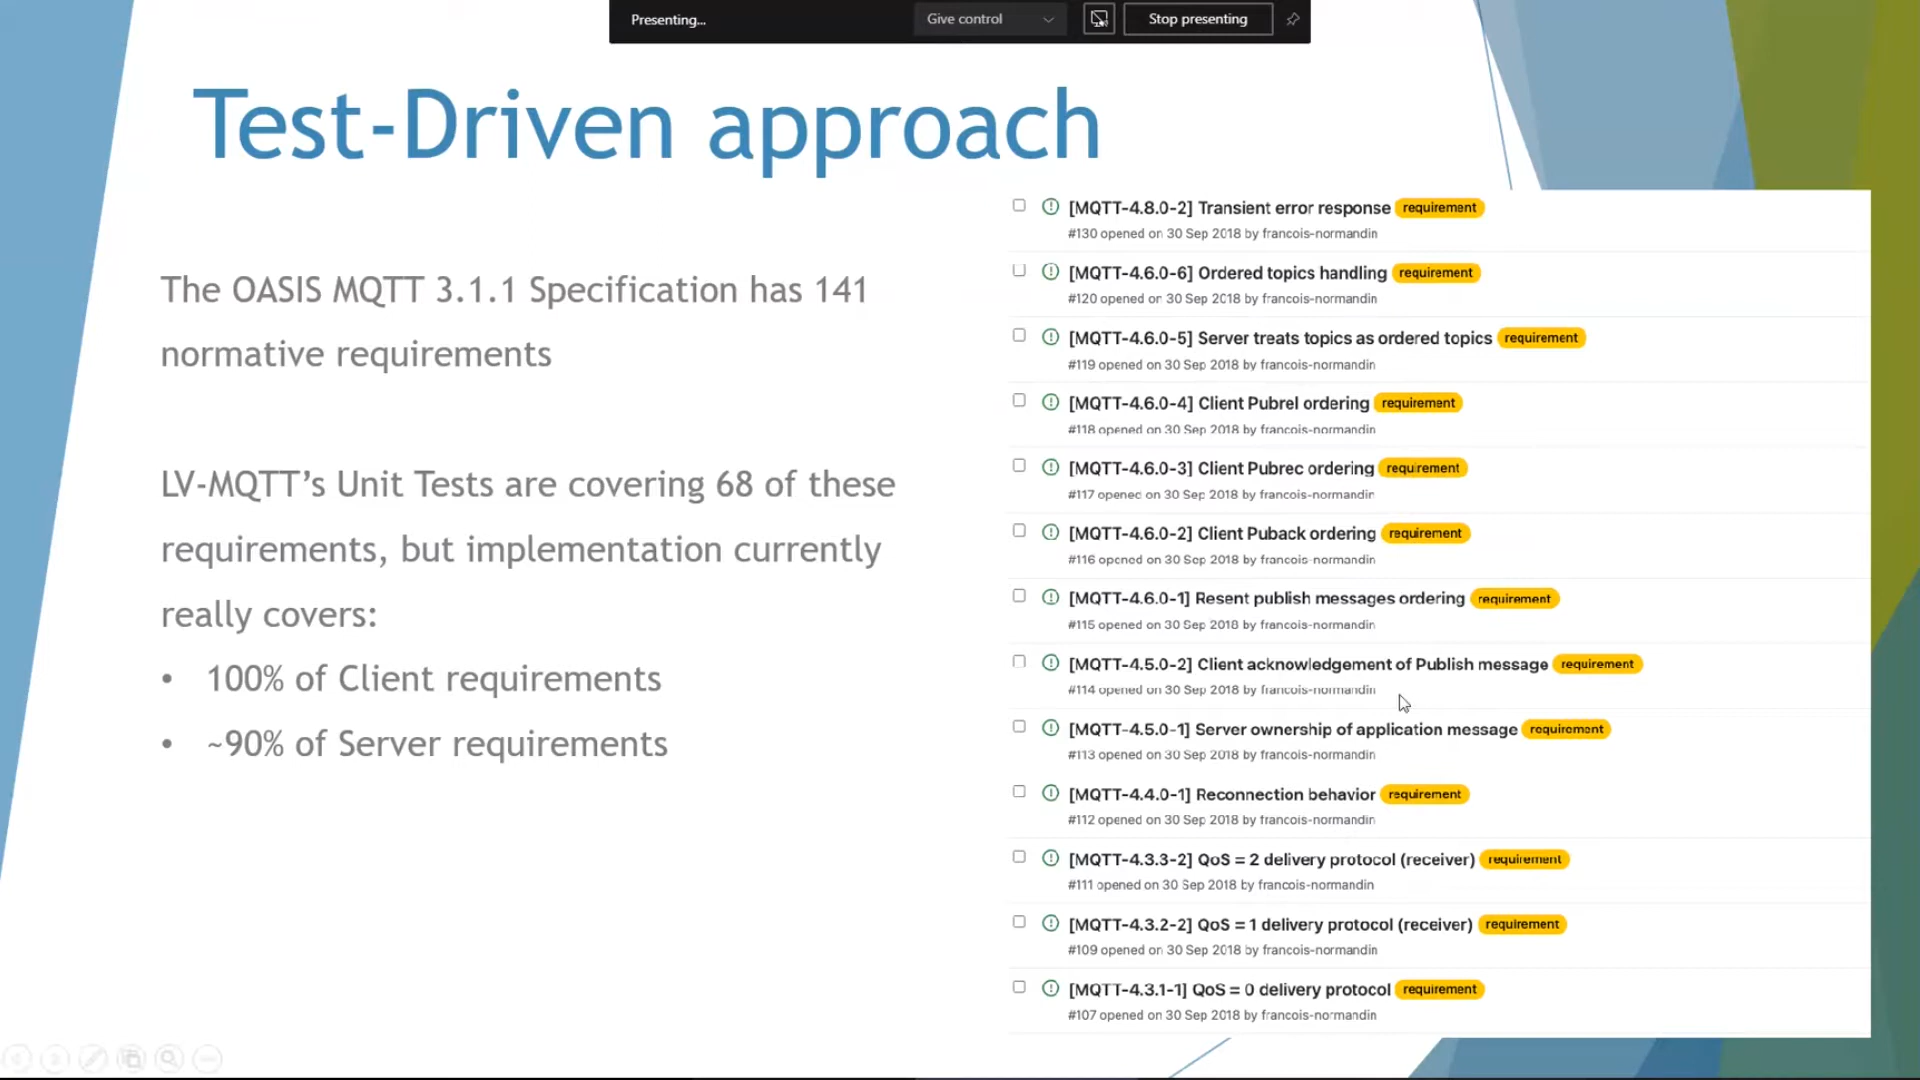 Presenting...
Give control
Stop presenting
Test-Driven approach
The OASIS MQTT 3.1.1 Specification has 141
normative requirements
LV-MQTT’s Unit Tests are covering 68 of these
requirements, but implementation currently
really covers:
• 100% of Client requirements
• ~90% of Server requirements
[MQTT-4.8.0-2] Transient error response requirement
#130 opened on 30 Sep 2018 by francois-normandin
[MQTT-4.6.0-6] Ordered topics handling requirement
#120 opened on 30 Sep 2018 by francois-normandin
[MQTT-4.6.0-5] Server treats topics as ordered topics requirement
#119 opened on 30 Sep 2018 by francois-normandin
[MQTT-4.6.0-4] Client Pubrel ordering requirement
#118 opened on 30 Sep 2018 by francois-normandin
[MQTT-4.6.0-3] Client Pubrec ordering requirement
#117 opened on 30 Sep 2018 by francois-normandin
[MQTT-4.6.0-2] Client Puback ordering requirement
#116 opened on 30 Sep 2018 by francois-normandin
[MQTT-4.6.0-1] Resent publish messages ordering requirement
#115 opened on 30 Sep 2018 by francois-normandin
[MQTT-4.5.0-2] Client acknowledgement of Publish message requirement
#114 opened on 30 Sep 2018 by francois-normandin
[MQTT-4.5.0-1] Server ownership of application message requirement
#113 opened on 30 Sep 2018 by francois-normandin
[MQTT-4.4.0-1] Reconnection behavior requirement
#112 opened on 30 Sep 2018 by francois-normandin
[MQTT-4.3.3-2] QoS = 2 delivery protocol (receiver) requirement
#111 opened on 30 Sep 2018 by francois-normandin
[MQTT-4.3.2-2] QoS = 1 delivery protocol (receiver) requirement
#109 opened on 30 Sep 2018 by francois-normandin
[MQTT-4.3.1-1] QoS = 0 delivery protocol requirement
#107 opened on 30 Sep 2018 by francois-normandin